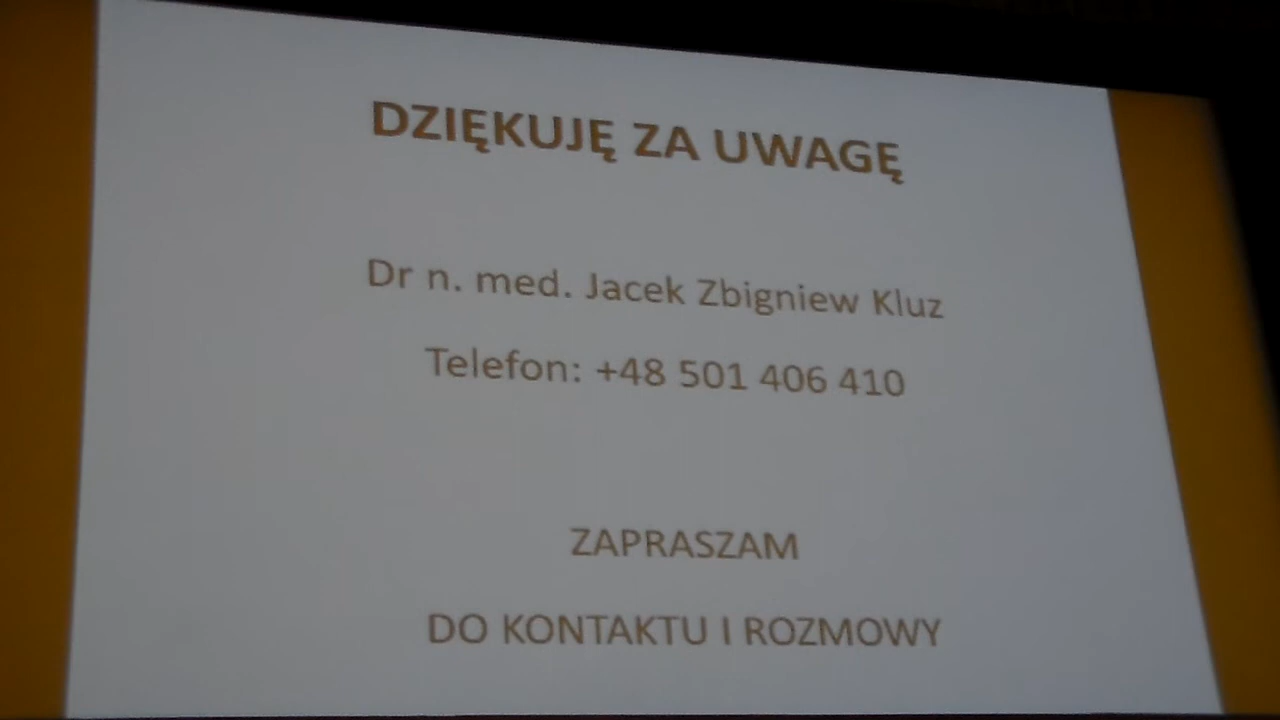 DZIĘKUJĘ ZA UWAGĘ
Dr n. med. Jacek Zbigniew Kluz
Telefon: +48 501 406 410
ZAPRASZAM
DO KONTAKTU I ROZMOWY